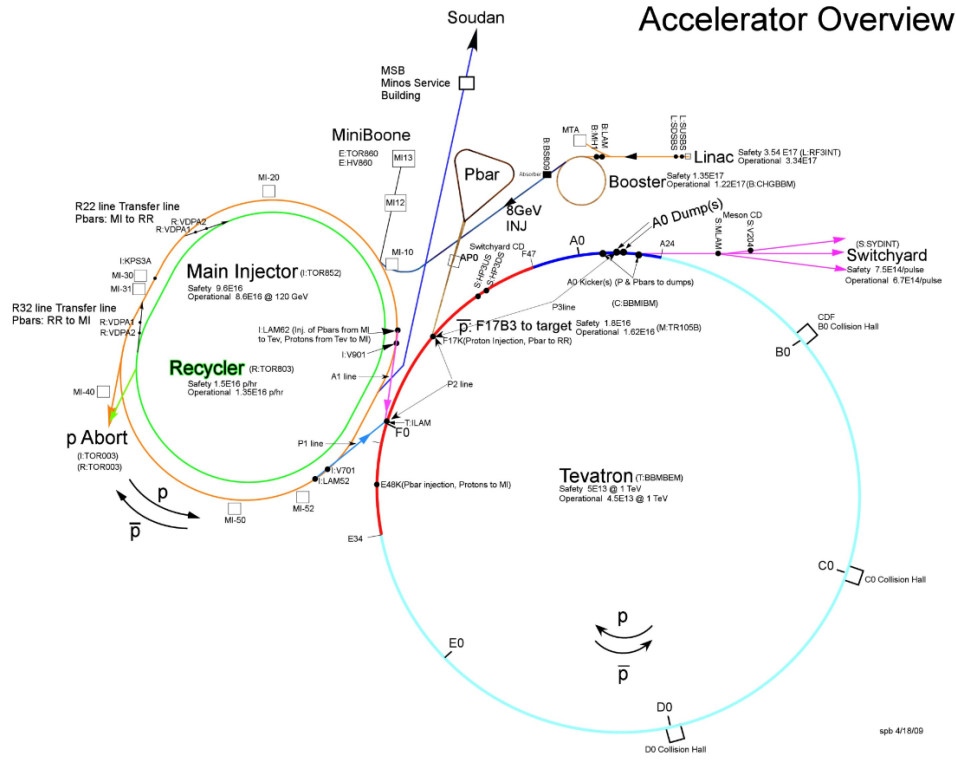 Accelerator Overview
Soudan
MSB
Minos Service
Building
MiniBoone
E:TOR860
E:HV860
MI13
MI12
MI-10
Pbar
AP0
8GeV
INJ
Absorber
B:BS809
MTA
B:MH1
B:LAM
L:SDSBS
L:SUSBS
Linac
Safety 3.54 E17 (L:RF3INT)
Operational 3.34E17
Booster
Safety 1.35E17
Operational 1.22E17(B:CHGBBM)
MI-20
R22 line Transfer line
Pbars: MI to RR
R:VDPA2
R:VDPA1
I:KPS3A
MI-30
MI-31
R32 line Transfer line
Pbars: RR to MI
R:VDPA1
R:VDPA2
Main Injector (I:TOR852)
Safety 9.6E16
Operational 8.6E16 @ 120 GeV
I:LAM62 (Inj. of Pbars from MI
to Tev, Protons from Tev to MI)
I:V901
Recycler (R:TOR803)
Safety 1.5E16 p/hr
Operational 1.35E16 p/hr
A1 line
MI-40
p Abort
(I:TOR003)
(R:TOR003)
p
p̅
MI-50
MI-52
P1 line
I:V701
I:LAM52
Switchyard CD
S:HP3US
S:HP3DS
F47
A0
A0 Dump(s)
A24
S:MLAM
Meson CD
S:V204
(S:SYDINT)
Switchyard
Safety 7.5E14/pulse
Operational 6.7E14/pulse
A0 Kicker(s) (P & Pbars to dumps)
P3line
(C:BBMIBM)
p̅: F17B3 to target
Safety 1.8E16
Operational 1.62E16
(M:TR105B)
F17K(Proton Injection, Pbar to RR)
P2 line
T:ILAM
F0
E48K(Pbar injection, Protons to MI)
E34
CDF
B0 Collision Hall
B0
Tevatron (T:BBMBEM)
Safety 5E13 @ 1 TeV
Operational 4.5E13 @ 1 TeV
C0
C0 Collision Hall
p
p̅
E0
D0
D0 Collision Hall
spb 4/18/09